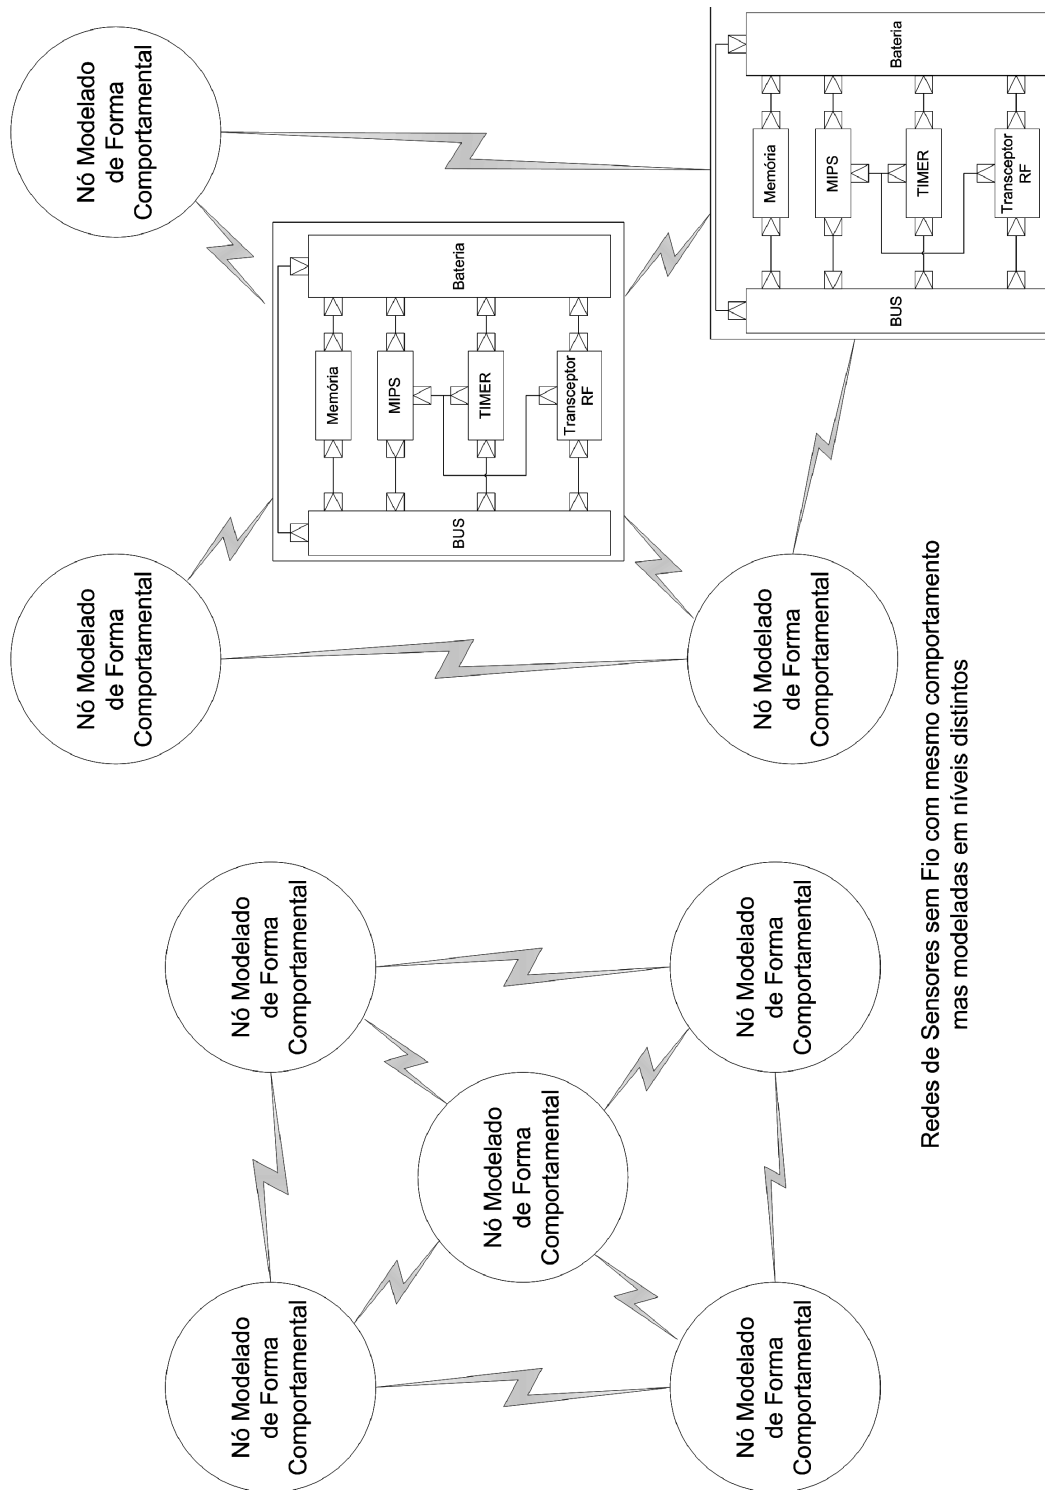 Nó Modelado
de Forma
Comportamental
Nó Modelado
de Forma
Comportamental
Nó Modelado
de Forma
Comportamental
Nó Modelado
de Forma
Comportamental
Nó Modelado
de Forma
Comportamental
Nó Modelado
de Forma
Comportamental
Nó Modelado
de Forma
Comportamental
BUS
Memória
MIPS
TIMER
Transceptor
RF
Bateria
Nó Modelado
de Forma
Comportamental
BUS
Memória
MIPS
TIMER
Transceptor
RF
Bateria
Redes de Sensores sem Fio com mesmo comportamento
mas modeladas em níveis distintos